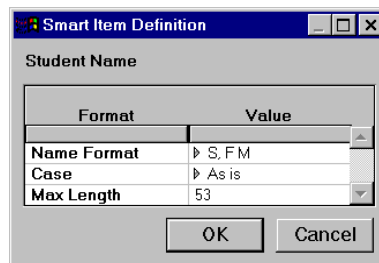 Smart Item Definition
Student Name
Format Value
Name Format S, F M
Case As is
Max Length 53
OK Cancel